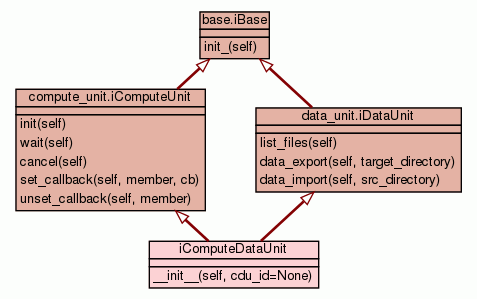 base.iBase
init_(self)
compute_unit.iComputeUnit
init(self)
wait(self)
cancel(self)
set_callback(self, member, cb)
unset_callback(self, member)
data_unit.iDataUnit
list_files(self)
data_export(self, target_directory)
data_import(self, src_directory)
iComputeDataUnit
__init__(self, cdu_id=None)